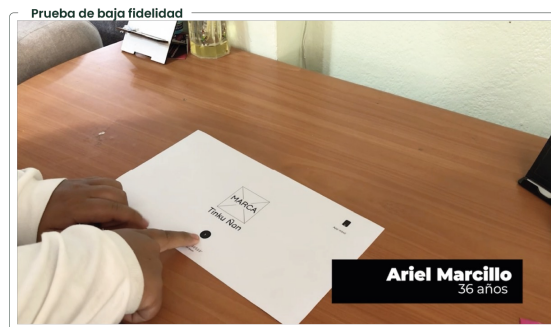 Prueba de baja fidelidad
MARCA
Tinku Ñan
Ariel Marcillo
36 años